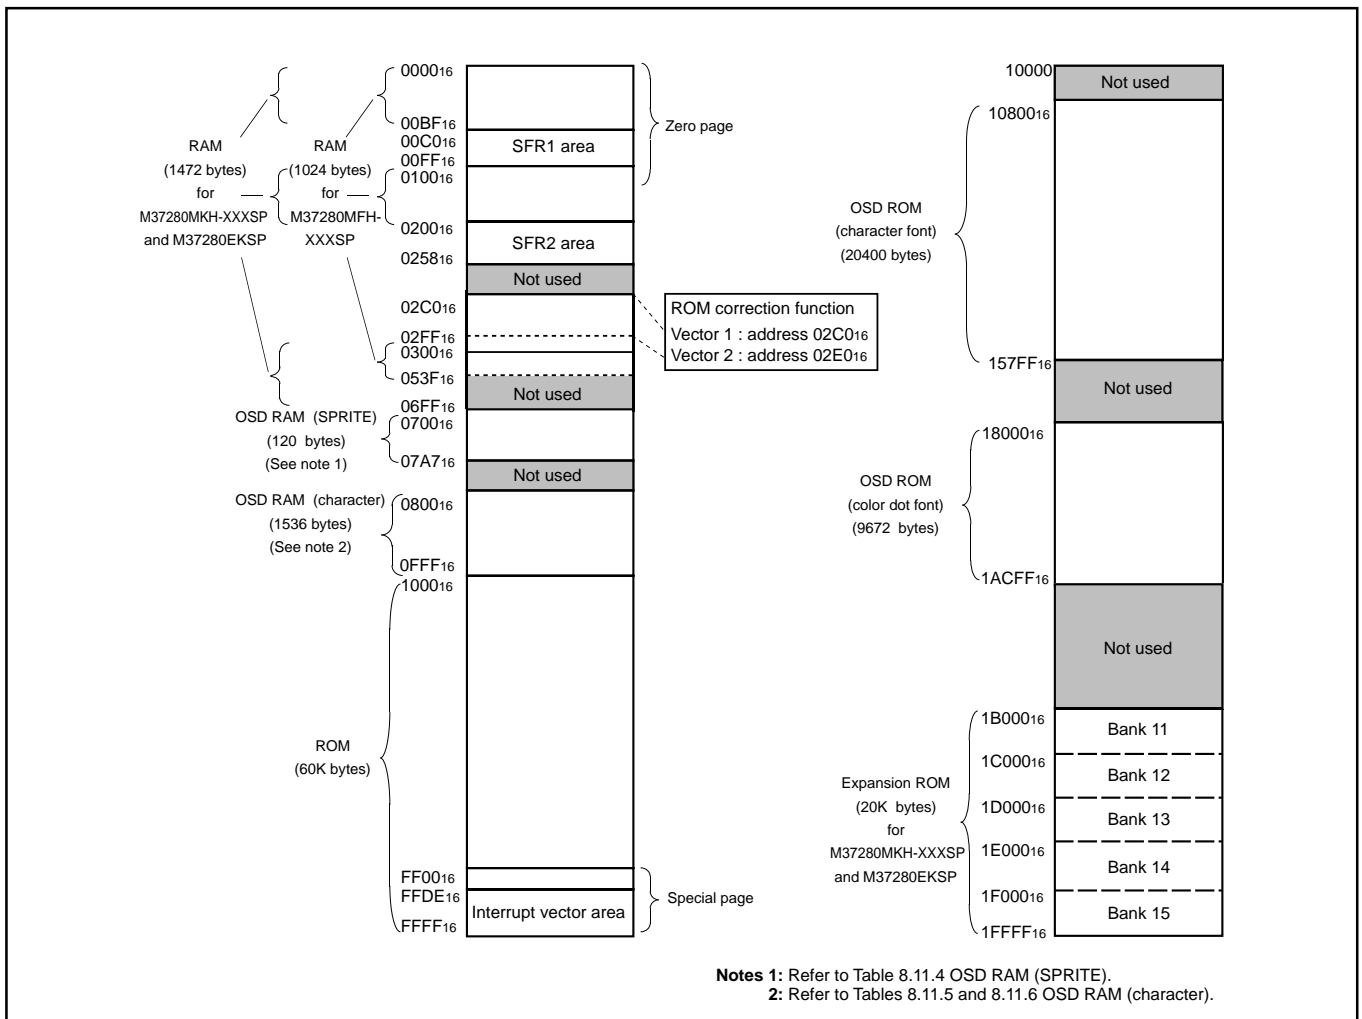 0000₁₆
00BF₁₆
00C0₁₆
00FF₁₆
0100₁₆
0200₁₆
0258₁₆
02C0₁₆
02FF₁₆
0300₁₆
053F₁₆
06FF₁₆
0700₁₆
07A7₁₆
0800₁₆
0FFF₁₆
1000₁₆
FF00₁₆
FFDE₁₆
FFFF₁₆
RAM
(1472 bytes)
for
M37280MKH-XXXSP
and M37280EKSP
RAM
(1024 bytes)
for
M37280MFH-
XXXSP
OSD RAM (SPRITE)
(120 bytes)
(See note 1)
OSD RAM (character)
(1536 bytes)
(See note 2)
ROM
(60K bytes)
SFR1 area
SFR2 area
Not used
Not used
Not used
Interrupt vector area
Zero page
ROM correction function
Vector 1 : address 02C0₁₆
Vector 2 : address 02E0₁₆
Special page
10000
10800₁₆
157FF₁₆
18000₁₆
1ACFF₁₆
1B000₁₆
1C000₁₆
1D000₁₆
1E000₁₆
1F000₁₆
1FFFF₁₆
OSD ROM
(character font)
(20400 bytes)
OSD ROM
(color dot font)
(9672 bytes)
Expansion ROM
(20K bytes)
for
M37280MKH-XXXSP
and M37280EKSP
Not used
Not used
Not used
Bank 11
Bank 12
Bank 13
Bank 14
Bank 15
Notes 1: Refer to Table 8.11.4 OSD RAM (SPRITE).
2: Refer to Tables 8.11.5 and 8.11.6 OSD RAM (character).